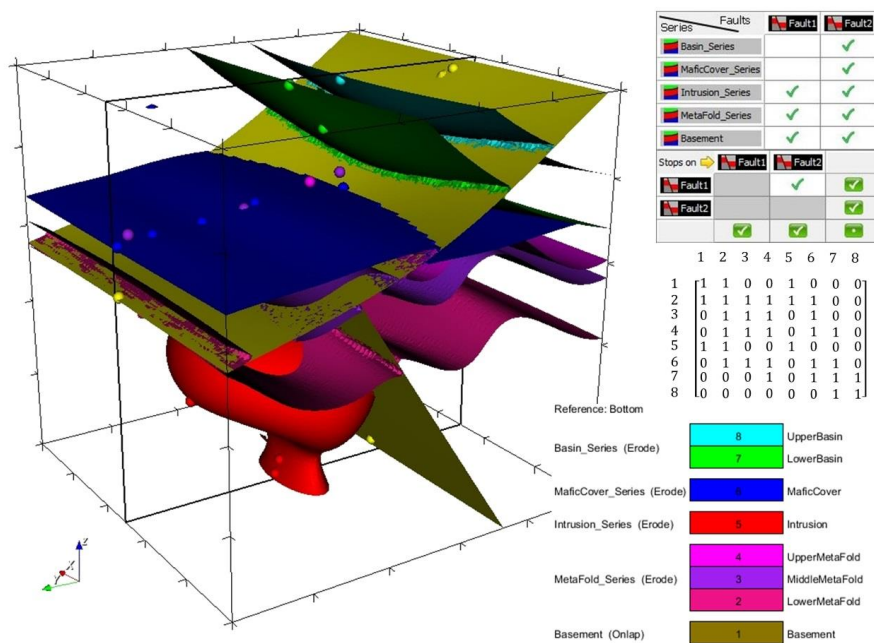 Faults
Series
Fault1 Fault2
Basin_Series
MaficCover_Series
Intrusion_Series
MetaFold_Series
Basement
Stops on Fault1 Fault2
Fault1
Fault2
1 2 3 4 5 6 7 8
1 1 1 0 0 1 0 0 0
2 1 1 1 1 1 1 0 0
3 0 1 1 1 0 1 0 0
4 0 1 1 1 0 1 1 0
5 1 1 0 0 1 0 0 0
6 0 1 1 1 0 1 1 0
7 0 0 0 1 0 1 1 1
8 0 0 0 0 0 0 1 1
Reference: Bottom
Basin_Series (Erode)
8 UpperBasin
7 LowerBasin
MaficCover_Series (Erode) 6 MaficCover
Intrusion_Series (Erode) 5 Intrusion
MetaFold_Series (Erode)
4 UpperMetaFold
3 MiddleMetaFold
2 LowerMetaFold
Basement (Onlap) 1 Basement
Z
X
Y